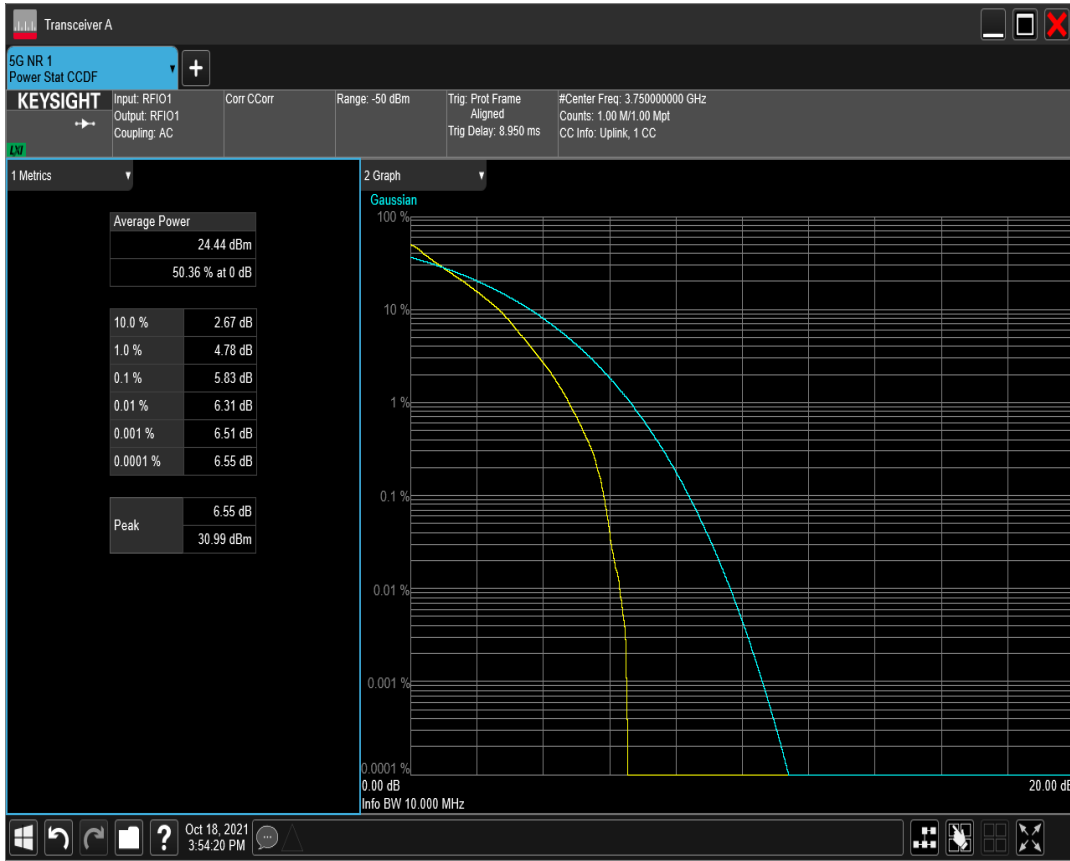 Transceiver A
5G NR 1
Power Stat CCDF
KEYSIGHT
LXI
Input: RFIO1
Output: RFIO1
Coupling: AC
Corr CCorr
Range: -50 dBm
Trig: Prot Frame
Aligned
Trig Delay: 8.950 ms
#Center Freq: 3.750000000 GHz
Counts: 1.00 M/1.00 Mpt
CC Info: Uplink, 1 CC
1 Metrics
Average Power
24.44 dBm
50.36 % at 0 dB
10.0 % 2.67 dB
1.0 % 4.78 dB
0.1 % 5.83 dB
0.01 % 6.31 dB
0.001 % 6.51 dB
0.0001 % 6.55 dB
Peak
6.55 dB
30.99 dBm
2 Graph
Gaussian
100 %
10 %
1 %
0.1 %
0.01 %
0.001 %
0.0001 %
0.00 dB
20.00 dB
Info BW 10.000 MHz
Oct 18, 2021
3:54:20 PM